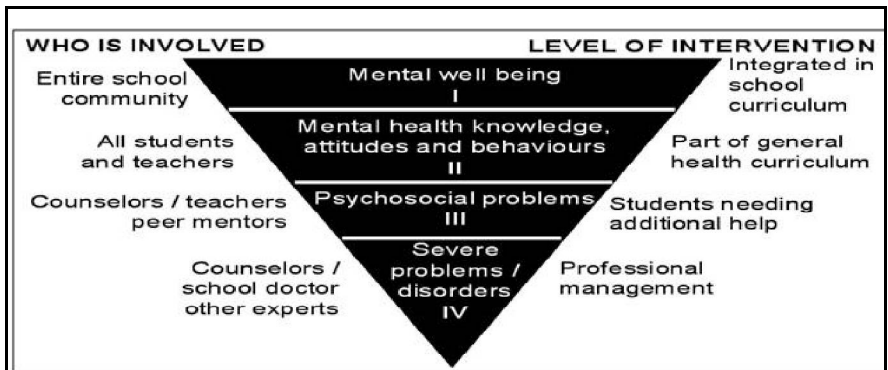 WHO IS INVOLVED
LEVEL OF INTERVENTION
Entire school
community
Mental well being
I
Integrated in
school
curriculum
All students
and teachers
Mental health knowledge,
attitudes and behaviours
II
Part of general
health curriculum
Counselors / teachers
peer mentors
Psychosocial problems
III
Students needing
additional help
Counselors /
school doctor
other experts
Severe
problems /
disorders
IV
Professional
management